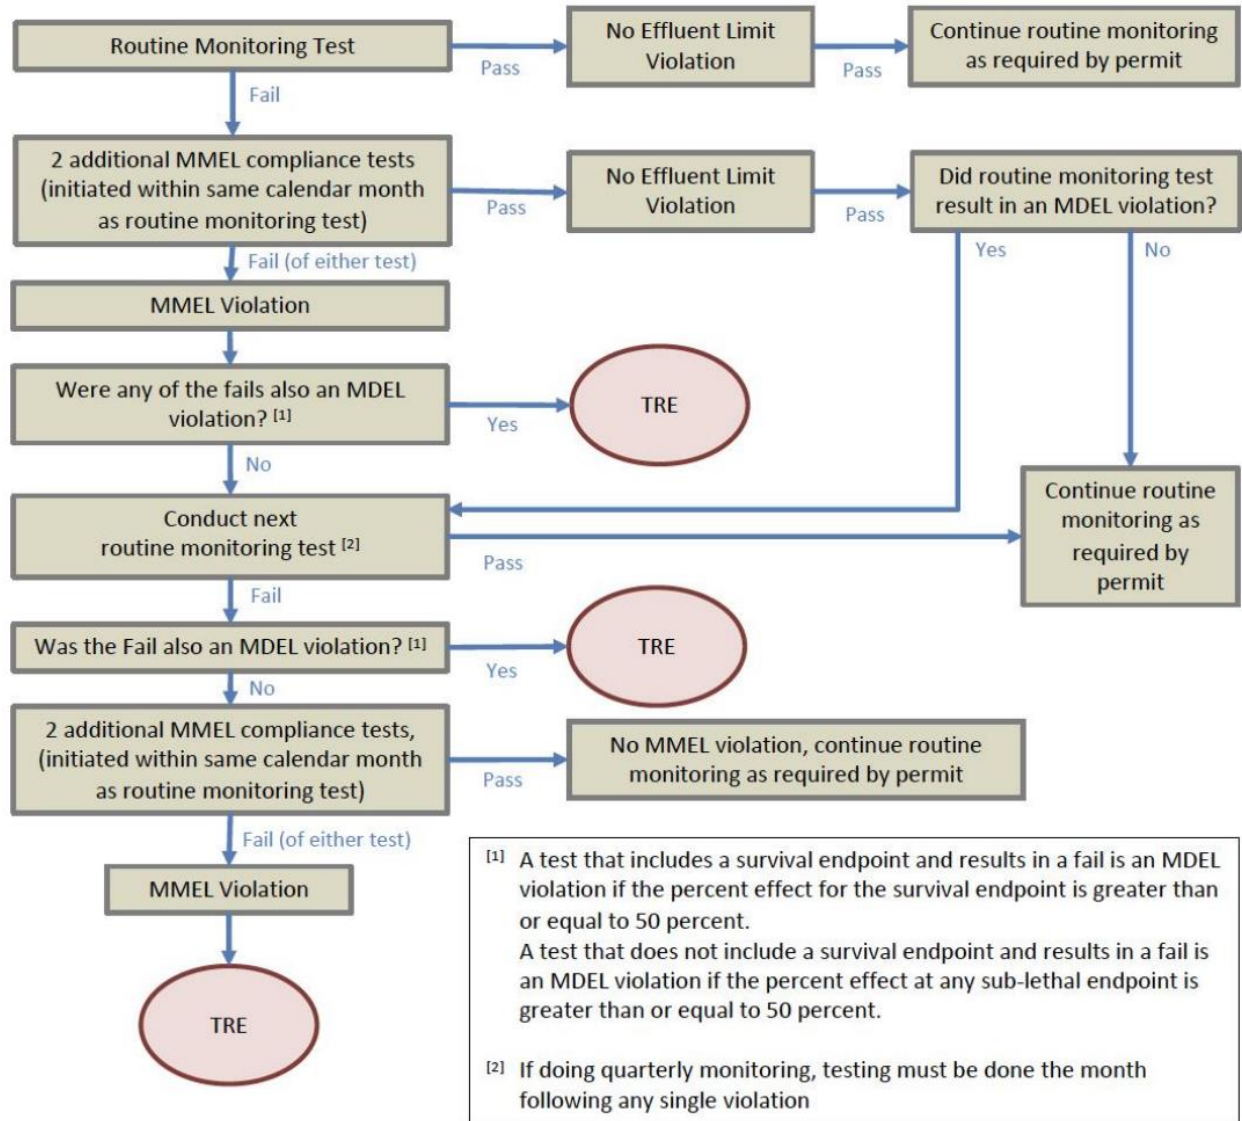 Routine Monitoring Test
Pass
No Effluent Limit
Violation
Pass
Continue routine monitoring
as required by permit
Fail
2 additional MMEL compliance tests
(initiated within same calendar month
as routine monitoring test)
Pass
No Effluent Limit
Violation
Pass
Did routine monitoring test
result in an MDEL violation?
Fail (of either test)
Yes
No
MMEL Violation
Were any of the fails also an MDEL
violation? [1]
Yes
TRE
No
Conduct next
routine monitoring test [2]
Pass
Continue routine
monitoring as
required by
permit
Fail
Was the Fail also an MDEL violation? [1]
Yes
TRE
No
2 additional MMEL compliance tests,
(initiated within same calendar month
as routine monitoring test)
Pass
No MMEL violation, continue routine
monitoring as required by permit
Fail (of either test)
MMEL Violation
TRE
[1] A test that includes a survival endpoint and results in a fail is an MDEL
violation if the percent effect for the survival endpoint is greater than
or equal to 50 percent.
A test that does not include a survival endpoint and results in a fail is
an MDEL violation if the percent effect at any sub-lethal endpoint is
greater than or equal to 50 percent.
[2] If doing quarterly monitoring, testing must be done the month
following any single violation